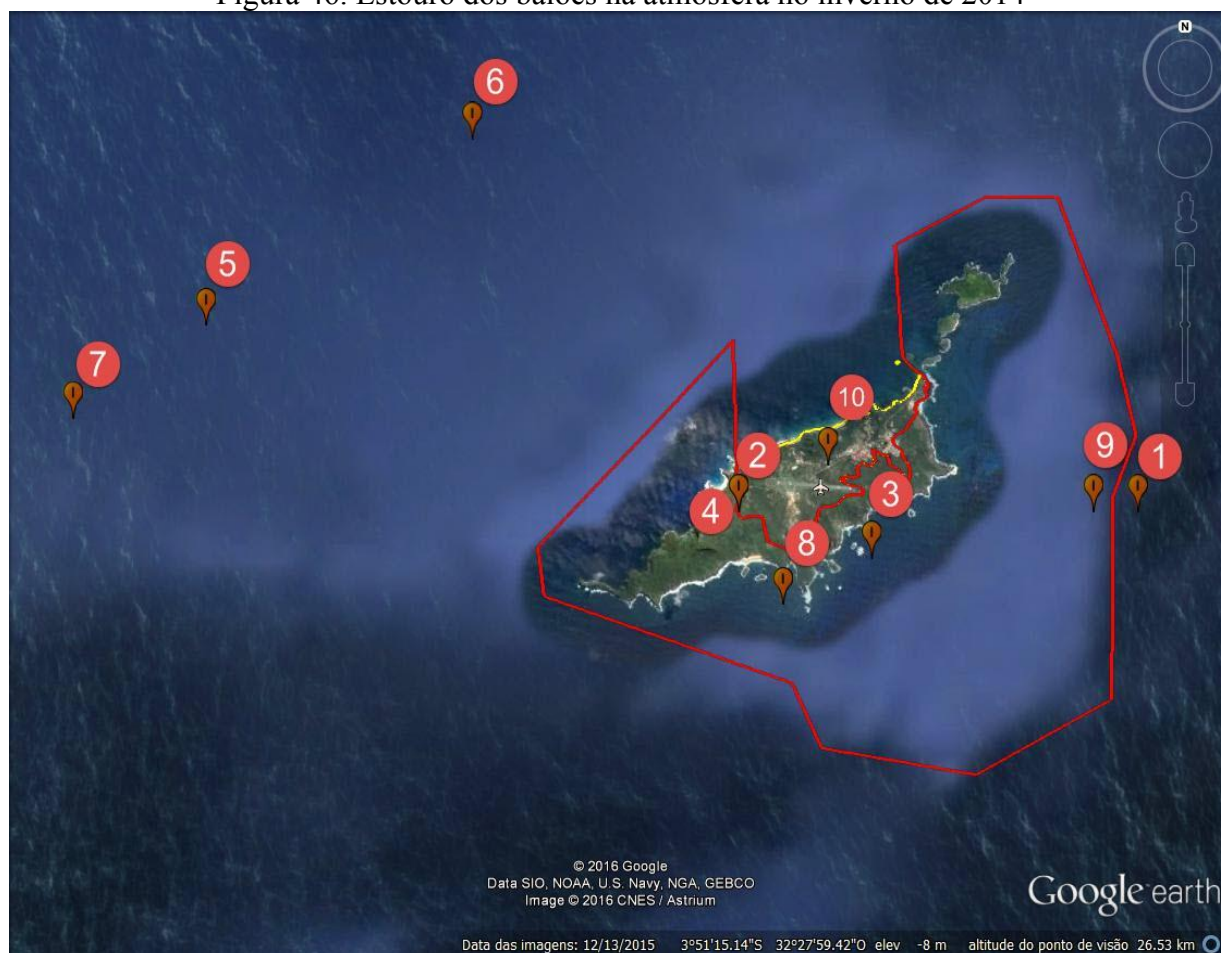 Figura 46: Estouro dos balões na atmosfera no inverno de 2014
N
6
5
7
10
2
9
1
4
3
8
© 2016 Google
Data SIO, NOAA, U.S. Navy, NGA, GEBCO
Image © 2016 CNES / Astrium
Google earth
Data das imagens: 12/13/2015 3°51'15.14"S 32°27'59.42"O elev -8 m altitude do ponto de visão 26.53 km